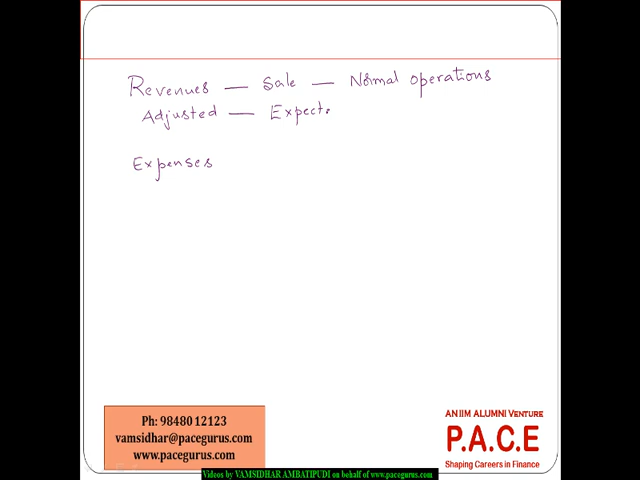 Revenues — Sale — Normal operations
Adjusted — Expect
Expenses
Ph: 98480 12123
vamsidhar@pacegurus.com
www.pacegurus.com
AN IIM ALUMNI VENTURE
P.A.C.E
Shaping Careers in Finance
Videos by VAMSIDHAR AMBATIPUDI on behalf of www.pacegurus.com